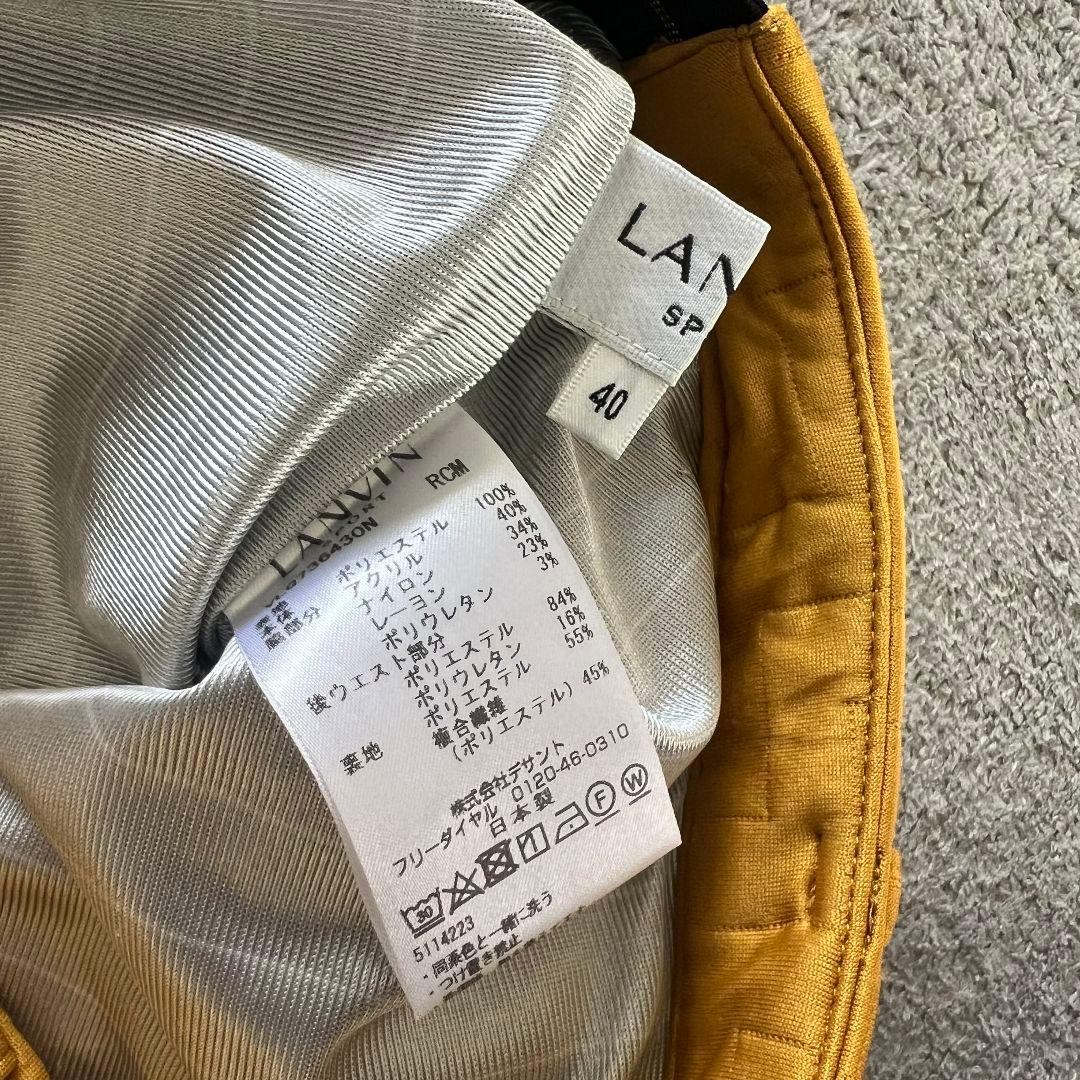 LAN
SP
40
LANVIN
RCM
表地
本体 ポリエステル 100%
脇部分 アクリル 40%
ナイロン 34%
レーヨン 23%
ポリウレタン 3%
後ウエスト部分
ポリエステル 84%
ポリウレタン 16%
裏地 ポリエステル 55%
複合繊維
(ポリエステル) 45%
株式会社デサント
フリーダイヤル 0120-46-0310
日本製
30 F W
5114223
・同素色と一緒に洗う
・つけ置き禁止